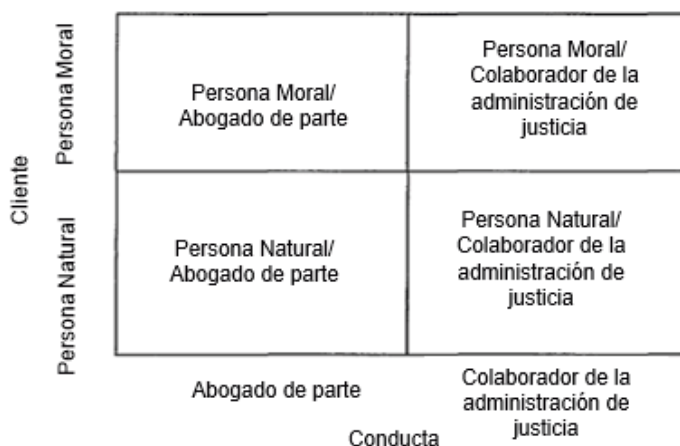 Cliente
Persona Moral
Persona Moral/
Abogado de parte
Persona Moral/
Colaborador de la
administración de
justicia
Persona Natural
Persona Natural/
Abogado de parte
Persona Natural/
Colaborador de la
administración de
justicia
Abogado de parte
Colaborador de la
administración de
justicia
Conducta